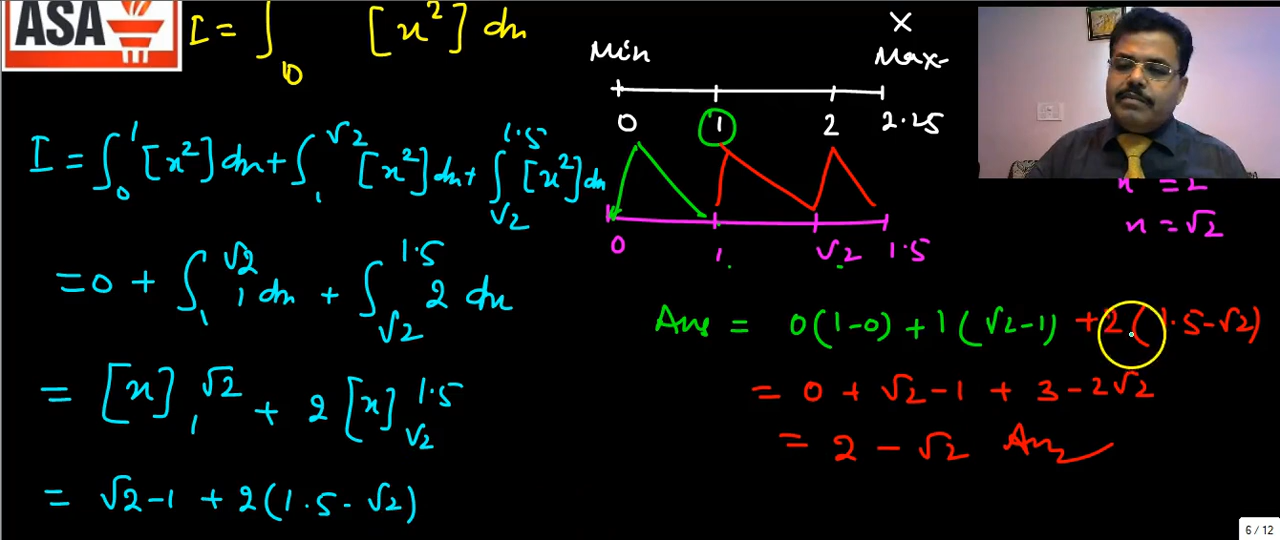 ASA
I = ∫₀ [x²] dx
I = ∫₀¹ [x²] dx + ∫₁^√2 [x²] dx + ∫_√2^1.5 [x²] dx
= 0 + ∫₁^√2 1 dx + ∫_√2^1.5 2 dx
= [x]₁^√2 + 2 [x]_√2^1.5
= √2 - 1 + 2(1.5 - √2)
X
Min Max
0 1 2 2.25
0 1 √2 1.5
x = 2
x = √2
Ans = 0(1-0) + 1(√2-1) + 2(1.5-√2)
= 0 + √2 - 1 + 3 - 2√2
= 2 - √2 Ans
6 / 12